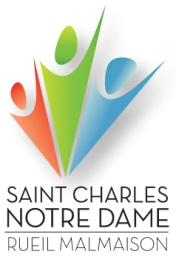 SAINT CHARLES
NOTRE DAME
RUEIL MALMAISON